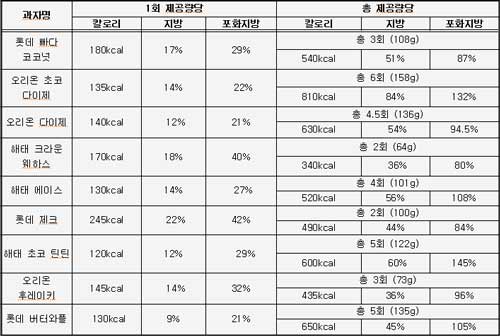 과자명 1회 제공량당 총 제공량당
칼로리 지방 포화지방 칼로리 지방 포화지방
롯데 빠다 코코넛 180kcal 17% 29% 총 3회 (108g)
540kcal 51% 87%
오리온 초코 다이제 135kcal 14% 22% 총 6회 (158g)
810kcal 84% 132%
오리온 다이제 140kcal 12% 21% 총 4.5회 (136g)
630kcal 54% 94.5%
해태 크라운 웨하스 170kcal 18% 40% 총 2회 (64g)
340kcal 36% 80%
해태 에이스 130kcal 14% 27% 총 4회 (101g)
520kcal 56% 108%
롯데 제크 245kcal 22% 42% 총 2회 (100g)
490kcal 44% 84%
해태 초코 틴틴 120kcal 12% 29% 총 5회 (122g)
600kcal 60% 145%
오리온 후레이키 145kcal 14% 32% 총 3회 (73g)
435kcal 36% 96%
롯데 버터와플 130kcal 9% 21% 총 5회 (135g)
650kcal 45% 105%